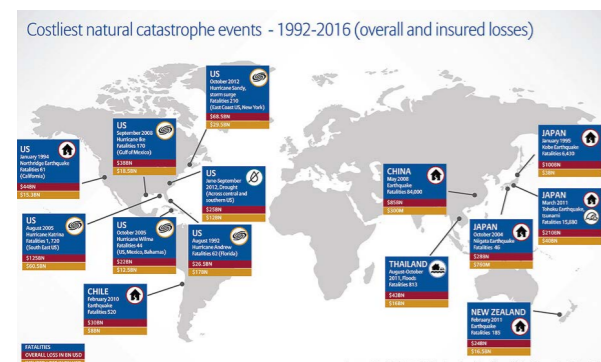 Costliest natural catastrophe events - 1992-2016 (overall and insured losses)
US
October 2012
Hurricane Sandy,
storm surge
Fatalities 210
(East Coast US, New York)
$68.5BN
$29.5BN
US
September 2008
Hurricane Ike
Fatalities 170
(Gulf of Mexico)
$38BN
$18.5BN
US
January 1994
Northridge Earthquake
Fatalities 61
(California)
$44BN
$15.3BN
US
June-September
2012, Drought
(Across central and
southern US)
$25BN
US
August 2005
Hurricane Katrina
Fatalities 1,720
(South East US)
$125BN
$60.5BN
US
October 2005
Hurricane Wilma
Fatalities 44
(US, Mexico, Bahamas)
$22BN
$12.5BN
US
August 1992
Hurricane Andrew
Fatalities 62 (Florida)
$26.5BN
$17BN
CHILE
February 2010
Earthquake
Fatalities 520
$30BN
$8BN
CHINA
May 2008
Earthquake
Fatalities 84,000
$85BN
$300M
JAPAN
January 1995
Kobe Earthquake
Fatalities 6,430
$100BN
$3BN
JAPAN
March 2011
Tohoku Earthquake,
tsunami
Fatalities 15,880
$210BN
$40BN
JAPAN
October 2004
Niigata Earthquake
Fatalities 46
$28BN
THAILAND
August-October
2011, Floods
Fatalities 813
$43BN
$16BN
NEW ZEALAND
February 2011
Earthquake
Fatalities 185
$24BN
$16.5BN
FATALITIES
OVERALL LOSS IN BN USD